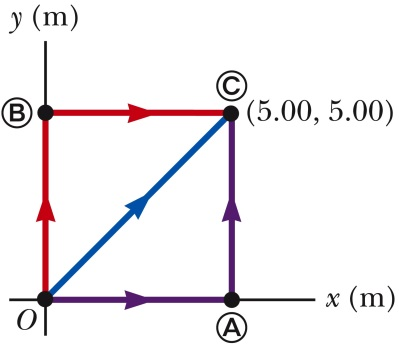 y (m)
Ⓒ
Ⓑ
(5.00, 5.00)
x (m)
O
Ⓐ